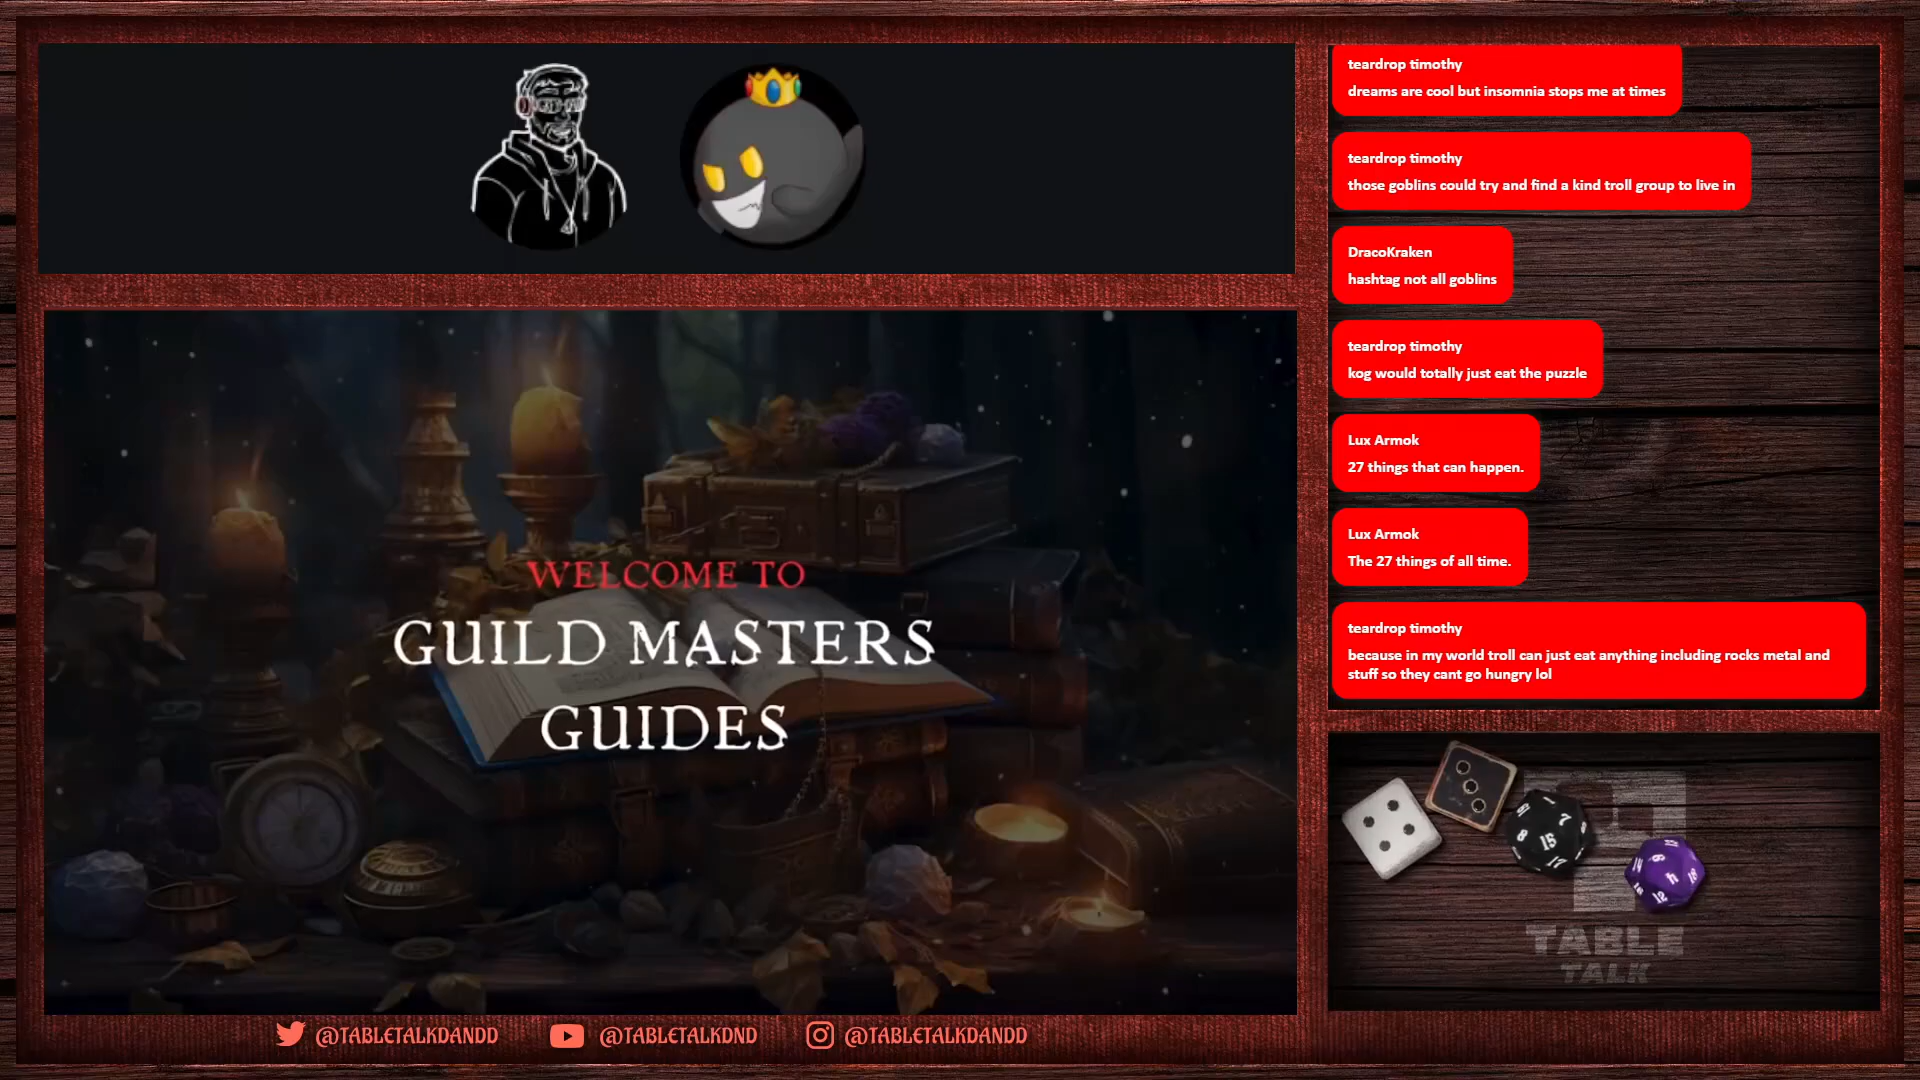 WELCOME TO
GUILD MASTERS
GUIDES
teardrop timothy
dreams are cool but insomnia stops me at times
teardrop timothy
those goblins could try and find a kind troll group to live in
DracoKraken
hashtag not all goblins
teardrop timothy
kog would totally just eat the puzzle
Lux Armok
27 things that can happen.
Lux Armok
The 27 things of all time.
teardrop timothy
because in my world troll can just eat anything including rocks metal and
stuff so they cant go hungry lol
TABLE
TALK
@TABLETALKDANDD
@TABLETALKDND
@TABLETALKDANDD